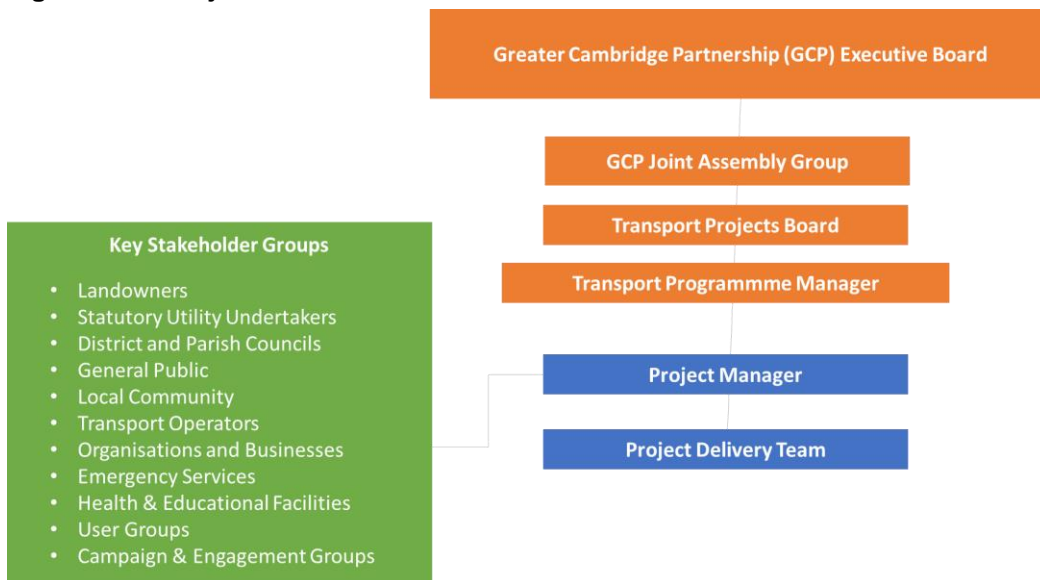 Greater Cambridge Partnership (GCP) Executive Board
GCP Joint Assembly Group
Transport Projects Board
Transport Programmme Manager
Project Manager
Project Delivery Team
Key Stakeholder Groups
• Landowners
• Statutory Utility Undertakers
• District and Parish Councils
• General Public
• Local Community
• Transport Operators
• Organisations and Businesses
• Emergency Services
• Health & Educational Facilities
• User Groups
• Campaign & Engagement Groups